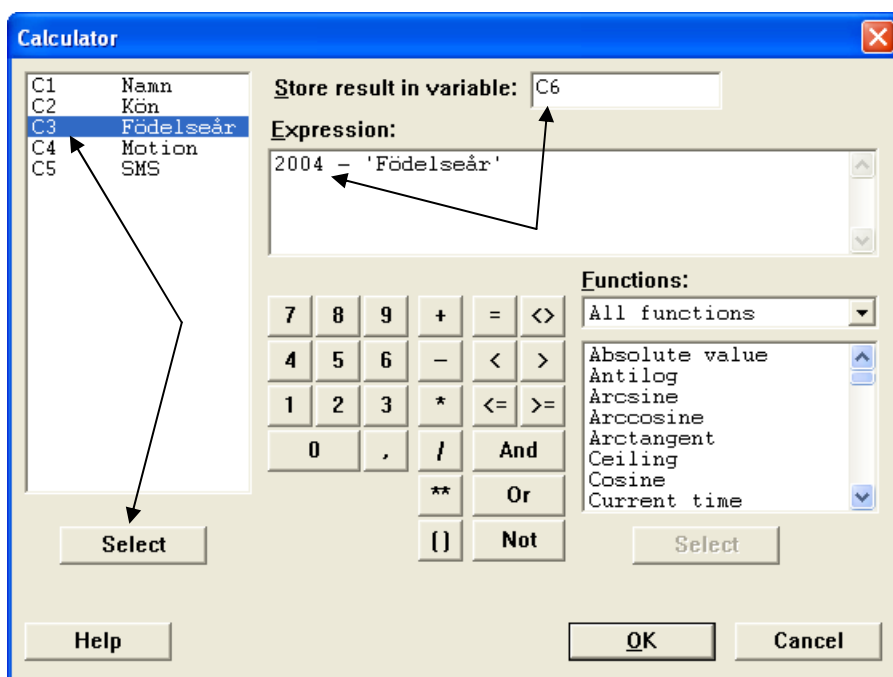 Calculator
C1 Namn
C2 Kön
C3 Födelseår
C4 Motion
C5 SMS
Store result in variable: C6
Expression:
2004 - 'Födelseår'
Functions:
All functions
7 8 9 + = <>
4 5 6 - < >
1 2 3 * <= >=
0 , / And
** Or
() Not
Absolute value
Antilog
Arcsine
Arccosine
Arctangent
Ceiling
Cosine
Current time
Select
Select
Help
OK
Cancel